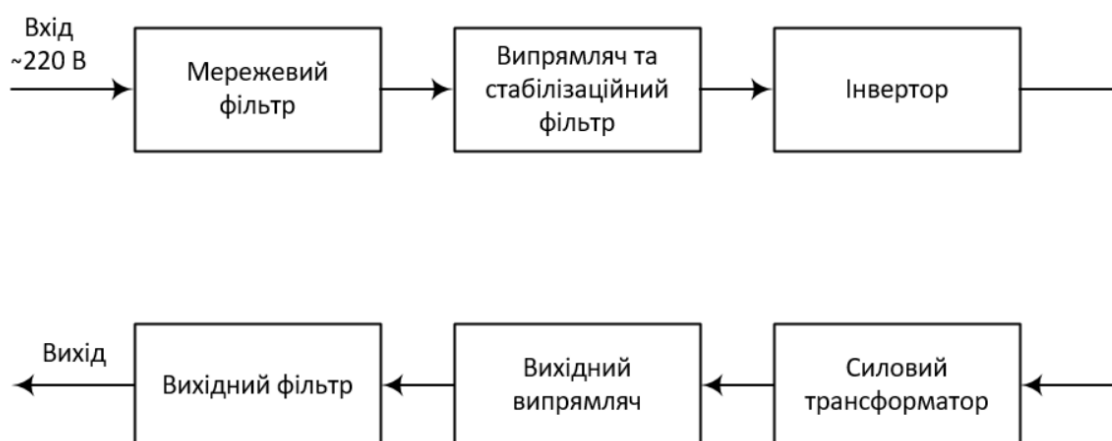 Вхід
~220 В
Мережевий
фільтр
Випрямляч та
стабілізаційний
фільтр
Інвертор
Вихід
Вихідний фільтр
Вихідний
випрямляч
Силовий
трансформатор